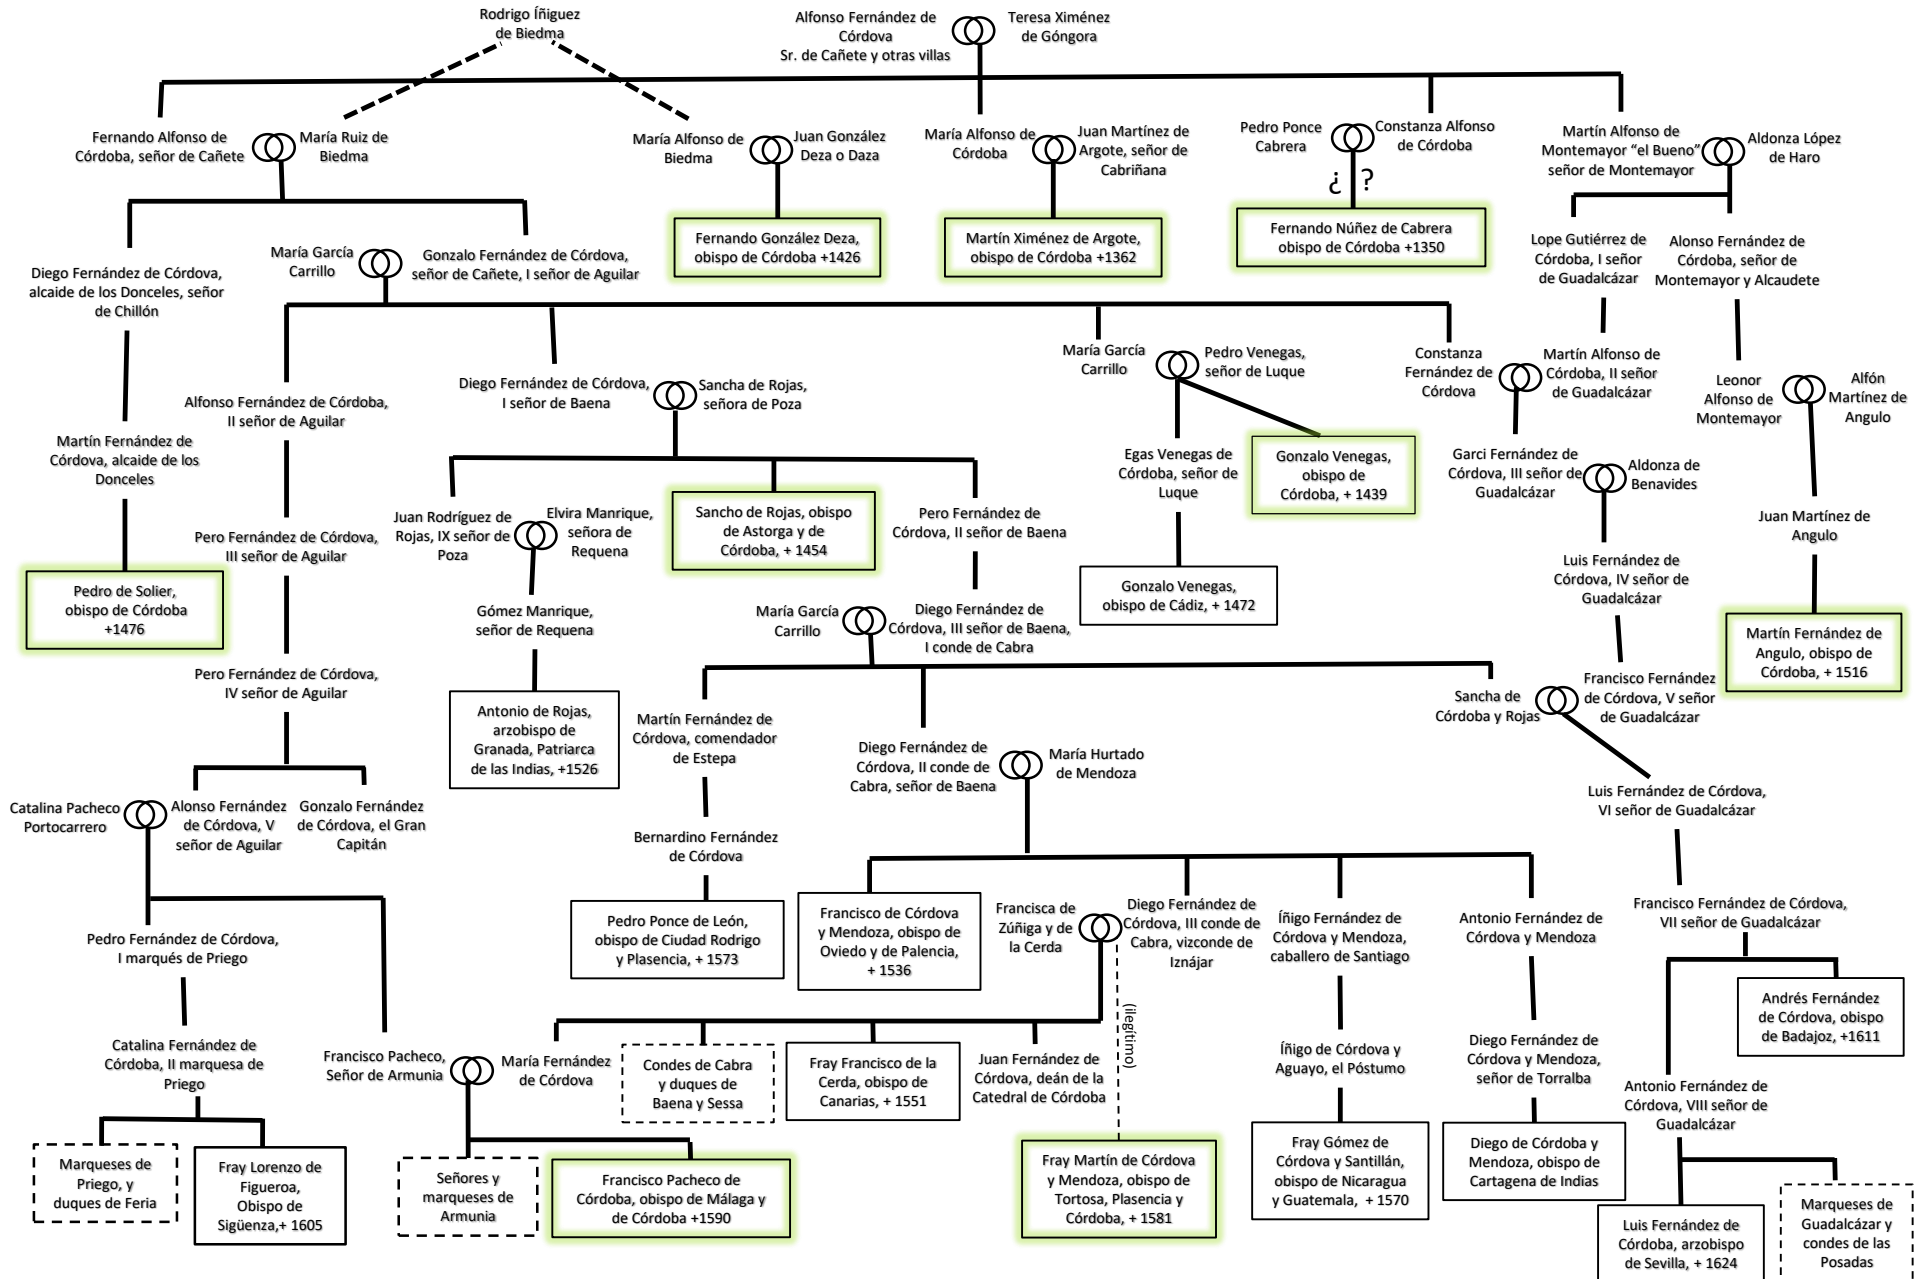 Rodrigo Íñiguez
de Biedma
Alfonso Fernández de
Córdova
Sr. de Cañete y otras villas
Teresa Ximénez
de Góngora
Fernando Alfonso de
Córdoba, señor de Cañete
María Ruiz de
Biedma
María Alfonso de
Biedma
Juan González
Deza o Daza
María Alfonso de
Córdoba
Juan Martínez de
Argote, señor de
Cabriñana
Pedro Ponce
Cabrera
Constanza Alfonso
de Córdoba
¿ ?
Martín Alfonso de
Montemayor “el Bueno”
señor de Montemayor
Aldonza López
de Haro
Fernando González Deza,
obispo de Córdoba +1426
Martín Ximénez de Argote,
obispo de Córdoba +1362
Fernando Núñez de Cabrera
obispo de Córdoba +1350
Diego Fernández de Córdova,
alcaide de los Donceles, señor
de Chillón
María García
Carrillo
Gonzalo Fernández de Córdova,
señor de Cañete, I señor de Aguilar
Lope Gutiérrez de
Córdoba, I señor
de Guadalcázar
Alonso Fernández de
Córdoba, señor de
Montemayor y Alcaudete
Alfonso Fernández de Córdoba,
II señor de Aguilar
Diego Fernández de Córdova,
I señor de Baena
Sancha de Rojas,
señora de Poza
María García
Carrillo
Pedro Venegas,
señor de Luque
Constanza
Fernández de
Córdova
Martín Alfonso de
Córdoba, II señor
de Guadalcázar
Leonor
Alfonso de
Montemayor
Alfón
Martínez de
Angulo
Martín Fernández de
Córdova, alcaide de los
Donceles
Egas Venegas de
Córdoba, señor de
Luque
Gonzalo Venegas,
obispo de
Córdoba, + 1439
Garci Fernández de
Córdova, III señor de
Guadalcázar
Aldonza de
Benavides
Pero Fernández de Córdova,
III señor de Aguilar
Juan Rodríguez de
Rojas, IX señor de
Poza
Elvira Manrique,
señora de
Requena
Sancho de Rojas, obispo
de Astorga y de
Córdoba, + 1454
Pero Fernández de
Córdova, II señor de Baena
Juan Martínez de
Angulo
Pedro de Solier,
obispo de Córdoba
+1476
Gómez Manrique,
señor de Requena
María García
Carrillo
Diego Fernández de
Córdova, III señor de Baena,
I conde de Cabra
Gonzalo Venegas,
obispo de Cádiz, + 1472
Luis Fernández de
Córdova, IV señor de
Guadalcázar
Martín Fernández de
Angulo, obispo de
Córdoba, + 1516
Pero Fernández de Córdova,
IV señor de Aguilar
Antonio de Rojas,
arzobispo de
Granada, Patriarca
de las Indias, +1526
Martín Fernández de
Córdova, comendador
de Estepa
Diego Fernández de
Córdova, II conde de
Cabra, señor de Baena
María Hurtado
de Mendoza
Sancha de
Córdoba y Rojas
Francisco Fernández
de Córdova, V señor
de Guadalcázar
Catalina Pacheco
Portocarrero
Alonso Fernández
de Córdova, V
señor de Aguilar
Gonzalo Fernández
de Córdova, el Gran
Capitán
Luis Fernández de Córdova,
VI señor de Guadalcázar
Bernardino Fernández
de Córdova
Pedro Fernández de Córdova,
I marqués de Priego
Pedro Ponce de León,
obispo de Ciudad Rodrigo
y Plasencia, + 1573
Francisco de Córdova
y Mendoza, obispo de
Oviedo y de Palencia,
+ 1536
Francisca de
Zúñiga y de
la Cerda
Diego Fernández de
Córdova, III conde de
Cabra, vizconde de
Iznájar
Íñigo Fernández de
Córdova y Mendoza,
caballero de Santiago
Antonio Fernández de
Córdova y Mendoza
Francisco Fernández de Córdova,
VII señor de Guadalcázar
Andrés Fernández
de Córdova, obispo
de Badajoz, +1611
(ilegítimo)
Catalina Fernández de
Córdoba, II marquesa de
Priego
Francisco Pacheco,
Señor de Armunia
María Fernández
de Córdova
Condes de Cabra
y duques de
Baena y Sessa
Fray Francisco de la
Cerda, obispo de
Canarias, + 1551
Juan Fernández de
Córdova, deán de la
Catedral de Córdoba
Íñigo de Córdova y
Aguayo, el Póstumo
Diego Fernández de
Córdova y Mendoza,
señor de Torralba
Antonio Fernández de
Córdova, VIII señor de
Guadalcázar
Marqueses de
Priego, y
duques de Feria
Fray Lorenzo de
Figueroa,
Obispo de
Sigüenza,+ 1605
Señores y
marqueses de
Armunia
Francisco Pacheco de
Córdoba, obispo de Málaga y
de Córdoba +1590
Fray Martín de Córdova
y Mendoza, obispo de
Tortosa, Plasencia y
Córdoba, + 1581
Fray Gómez de
Córdova y Santillán,
obispo de Nicaragua
y Guatemala, + 1570
Diego de Córdoba y
Mendoza, obispo de
Cartagena de Indias
Luis Fernández de
Córdoba, arzobispo
de Sevilla, + 1624
Marqueses de
Guadalcázar y
condes de las
Posadas